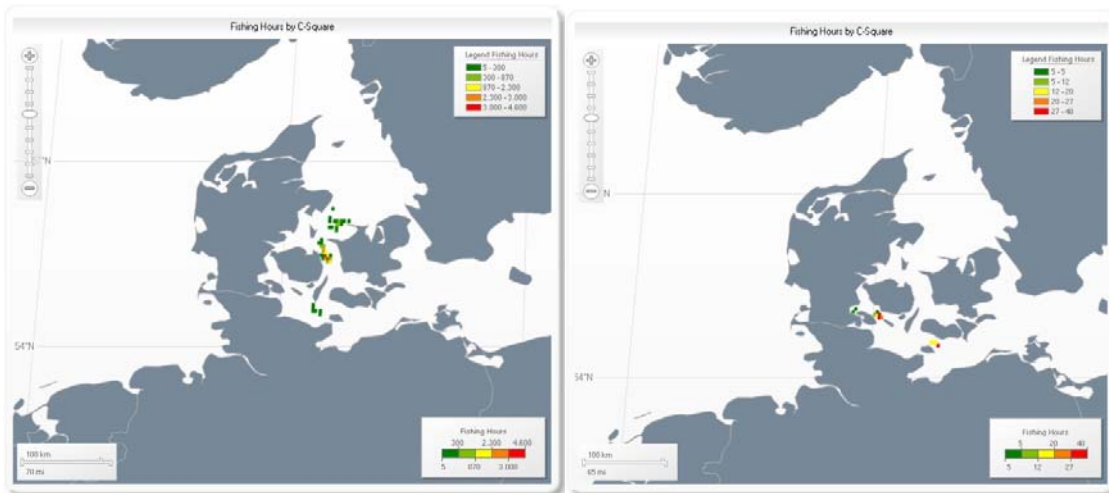 Fishing Hours by C-Square
Legend Fishing Hours
5 - 300
300 - 870
870 - 2.300
2.300 - 3.000
3.000 - 4.600
N
54°N
100 km
70 mi
Fishing Hours
300 2.300 4.600
5 870 3.000
Fishing Hours by C-Square
Legend Fishing Hours
5 - 5
5 - 12
12 - 20
20 - 27
27 - 40
N
54°N
100 km
65 mi
Fishing Hours
5 20 40
5 12 27